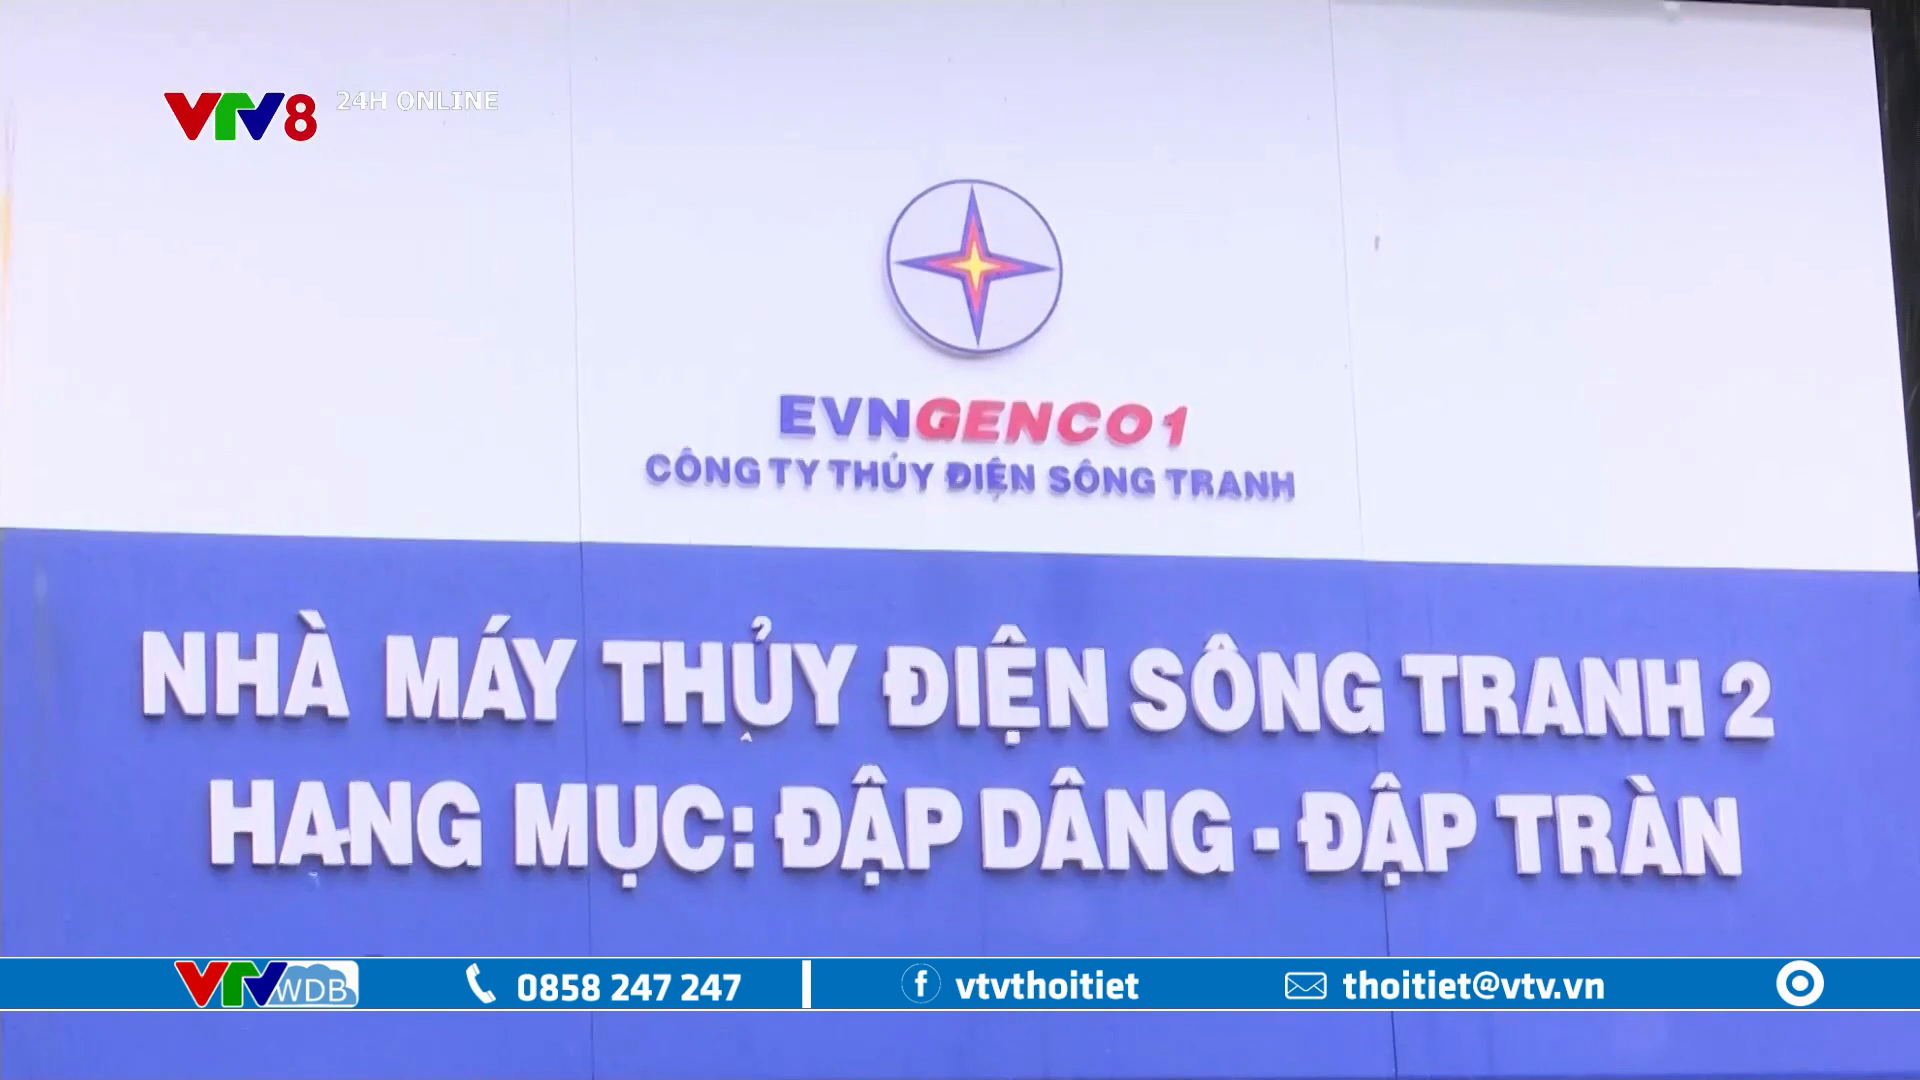 VTV8 24H ONLINE
EVNGENCO1
CÔNG TY THỦY ĐIỆN SÔNG TRANH
NHÀ MÁY THỦY ĐIỆN SÔNG TRANH 2
HẠNG MỤC: ĐẬP DÂNG - ĐẬP TRÀN
VTV WDB 0858 247 247 vtvthoitiet thoitiet@vtv.vn